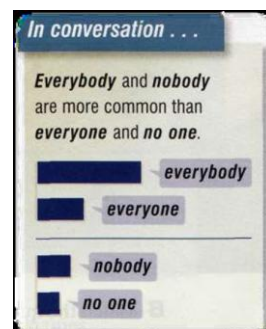 In conversation . . .
Everybody and nobody
are more common than
everyone and no one.
everybody
everyone
nobody
no one